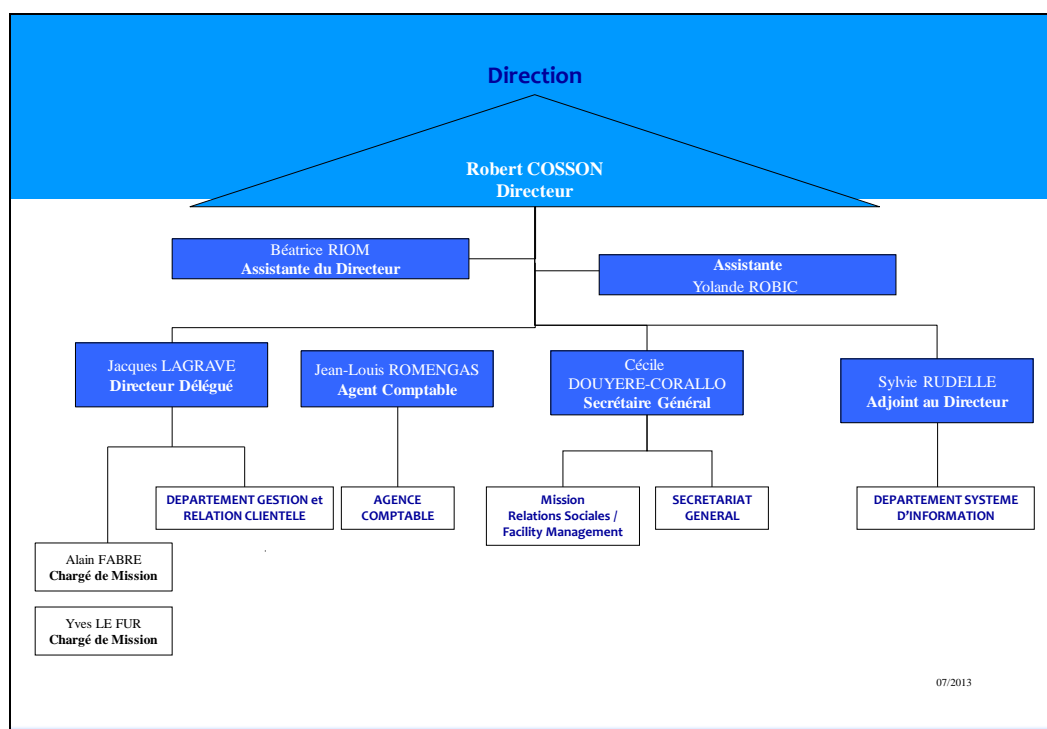 Direction
Robert COSSON
Directeur
Béatrice RIOM
Assistante du Directeur
Assistante
Yolande ROBIC
Jacques LAGRAVE
Directeur Délégué
Jean-Louis ROMENGAS
Agent Comptable
Cécile
DOUYERE-CORALLO
Secrétaire Général
Sylvie RUDELLE
Adjoint au Directeur
DEPARTEMENT GESTION et
RELATION CLIENTELE
AGENCE
COMPTABLE
Mission
Relations Sociales /
Facility Management
SECRETARIAT
GENERAL
DEPARTEMENT SYSTEME
D'INFORMATION
Alain FABRE
Chargé de Mission
Yves LE FUR
Chargé de Mission
07/2013